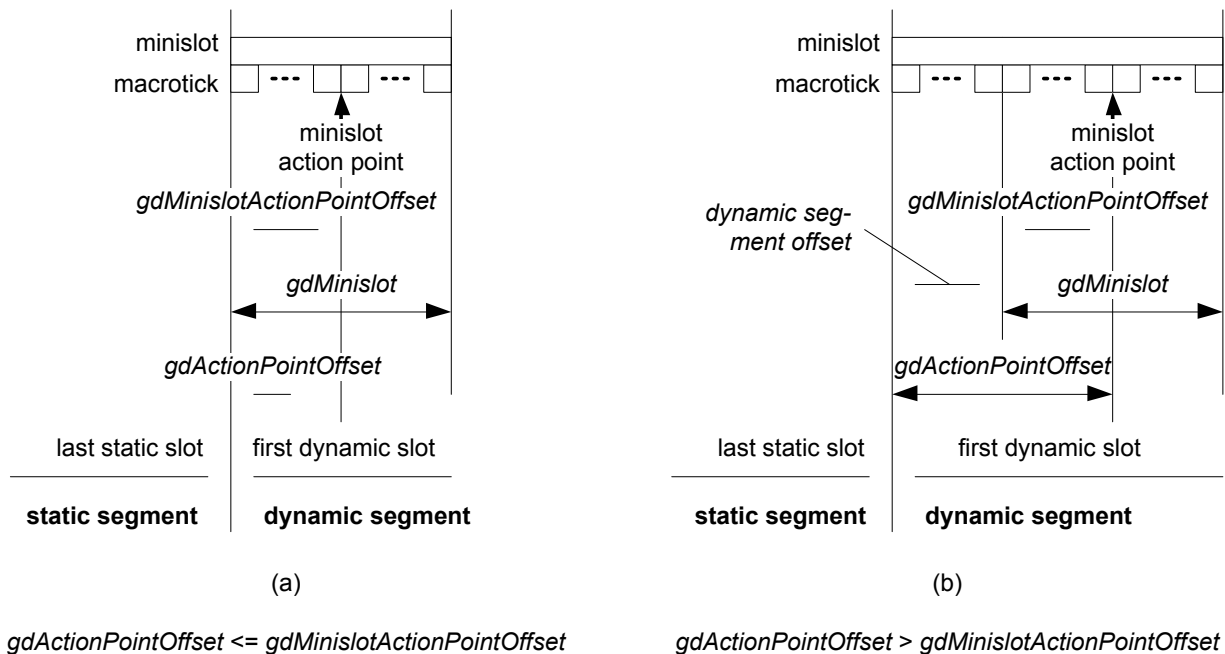 minislot
macrotick
minislot
action point
gdMinislotActionPointOffset
gdMinislot
gdActionPointOffset
last static slot
first dynamic slot
static segment
dynamic segment
(a)
gdActionPointOffset <= gdMinislotActionPointOffset
minislot
macrotick
minislot
action point
gdMinislotActionPointOffset
dynamic seg-
ment offset
gdMinislot
gdActionPointOffset
last static slot
first dynamic slot
static segment
dynamic segment
(b)
gdActionPointOffset > gdMinislotActionPointOffset